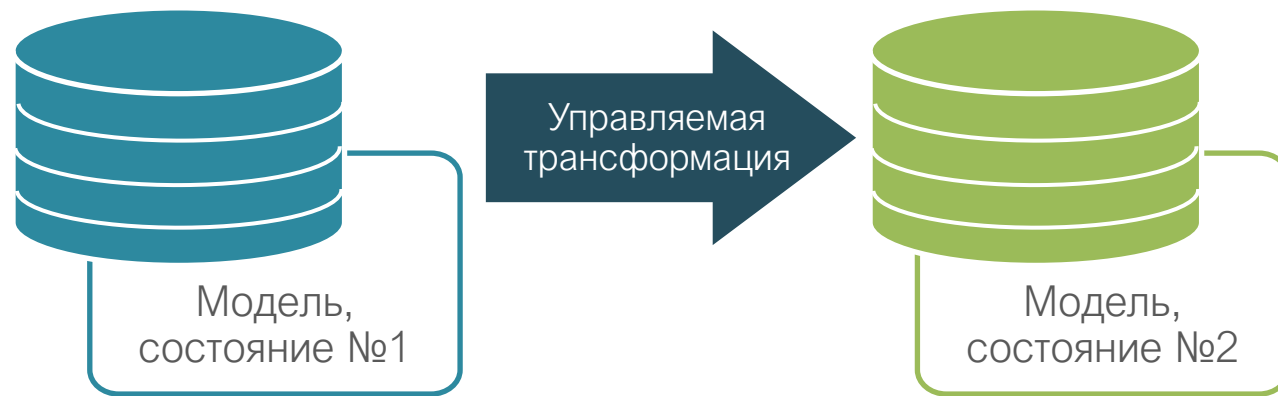 Управляемая
трансформация
Модель,
состояние №1
Модель,
состояние №2